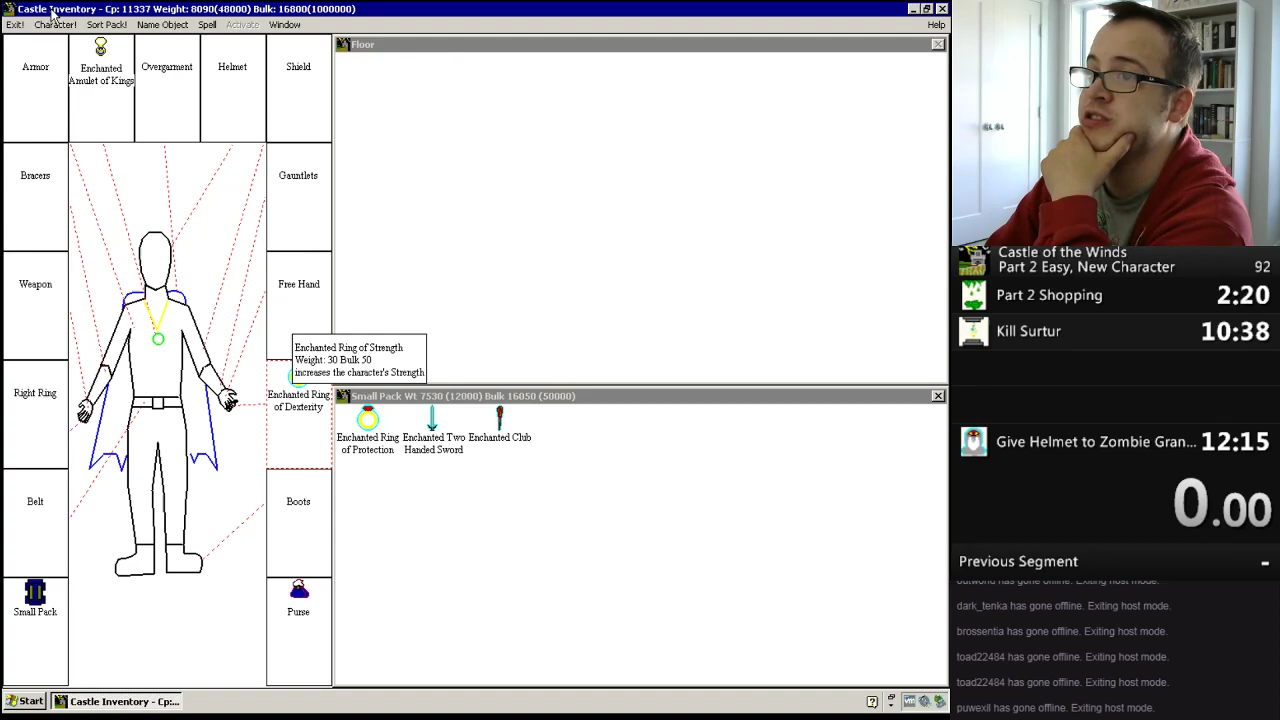 Castle Inventory - Cp: 11337 Weight: 8090(48000) Bulk: 16800(1000000)
Exit! Character! Sort Pack! Name Object Spell Activate Window Help
Armor
Enchanted
Amulet of Kings
Overgarment
Helmet
Shield
Floor
Bracers
Gauntlets
Weapon
Free Hand
Enchanted Ring of Strength
Weight: 30 Bulk 50
increases the character's Strength
Right Ring
Enchanted Ring
of Dexterity
Small Pack Wt 7530 (12000) Bulk 16050 (50000)
Enchanted Ring
of Protection
Enchanted Two
Handed Sword
Enchanted Club
Belt
Boots
Small Pack
Purse
Start
Castle Inventory - Cp:...
Castle of the Winds
Part 2 Easy, New Character 92
Part 2 Shopping 2:20
Kill Surtur 10:38
Give Helmet to Zombie Gran... 12:15
0.00
Previous Segment -
dark_tenka has gone offline. Exiting host mode.
brossentia has gone offline. Exiting host mode.
toad22484 has gone offline. Exiting host mode.
toad22484 has gone offline. Exiting host mode.
puwexil has gone offline. Exiting host mode.